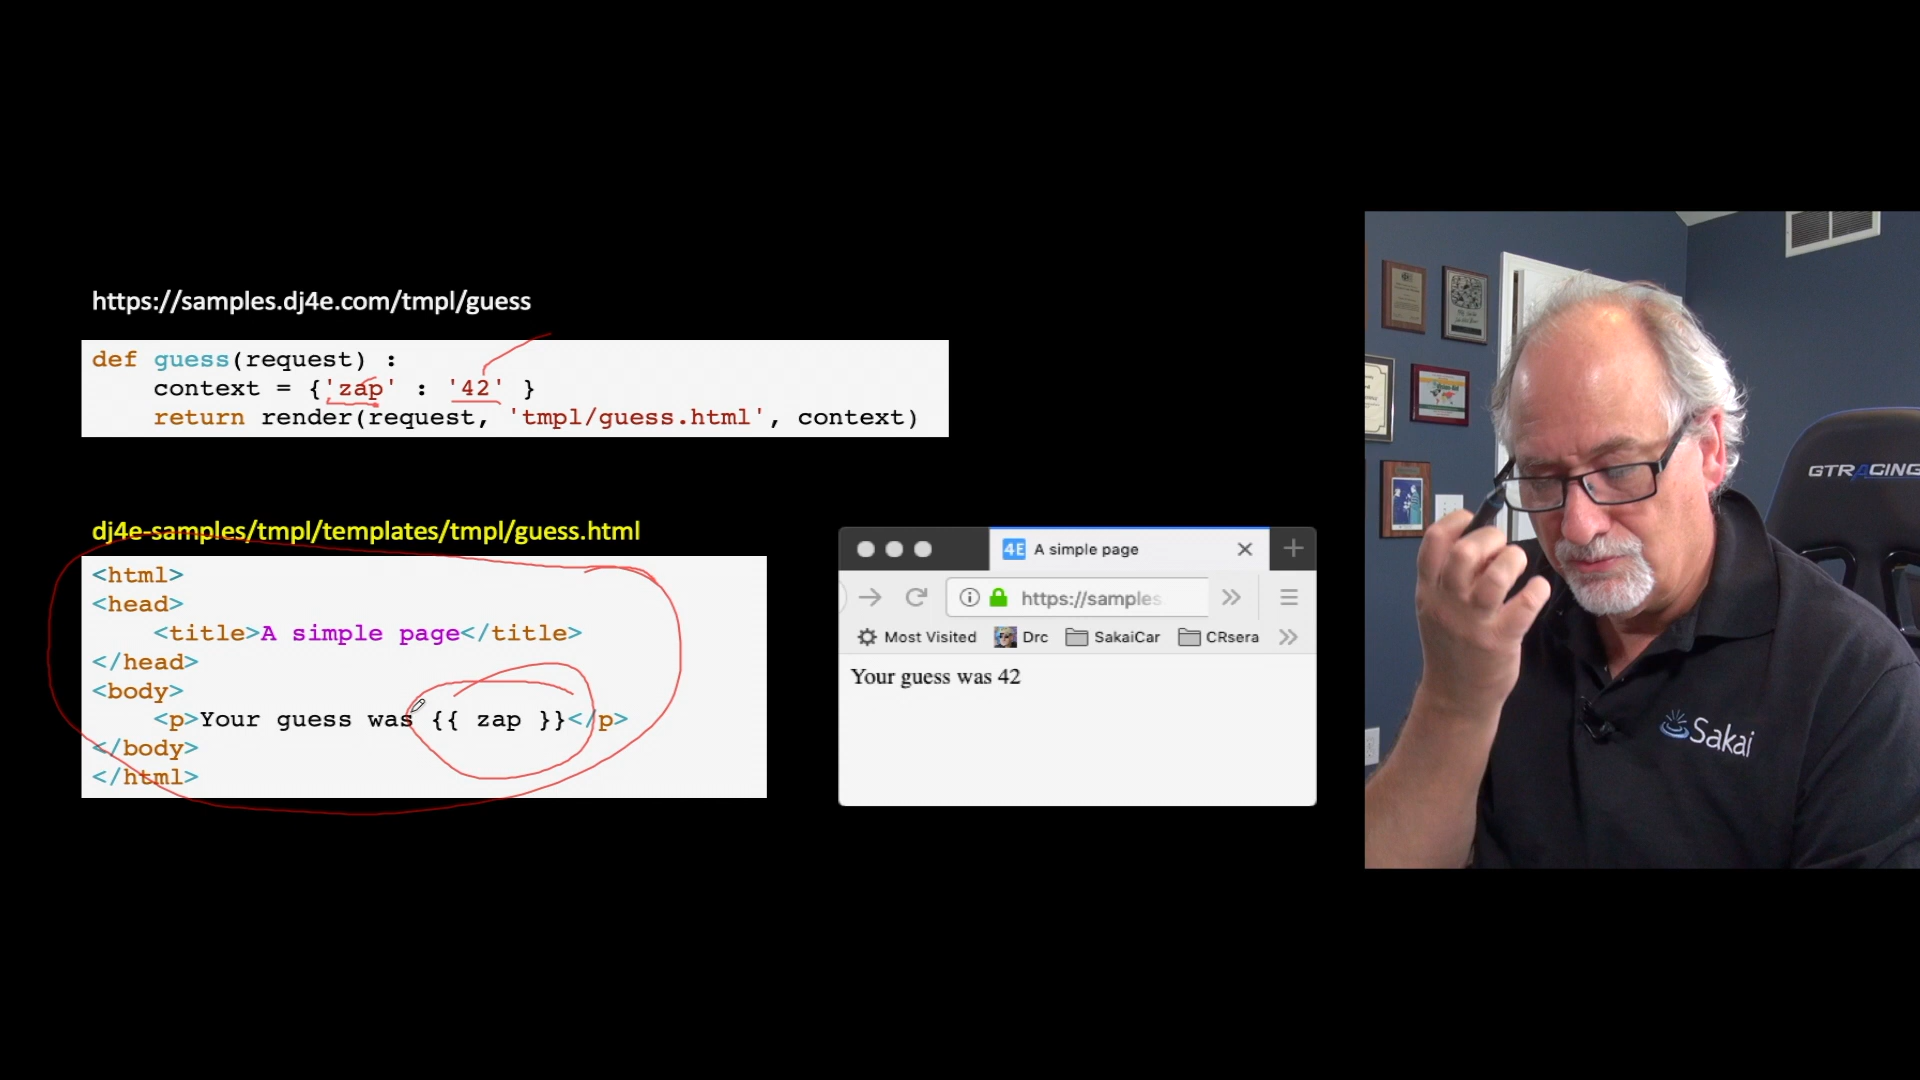 https://samples.dj4e.com/tmpl/guess
def guess(request) :
    context = {'zap' : '42' }
    return render(request, 'tmpl/guess.html', context)
dj4e-samples/tmpl/templates/tmpl/guess.html
<html>
<head>
    <title>A simple page</title>
</head>
<body>
    <p>Your guess was {{ zap }}</p>
</body>
</html>
4E A simple page
https://samples
Most Visited Drc SakaiCar CRsera
Your guess was 42
GTRACING
Sakai